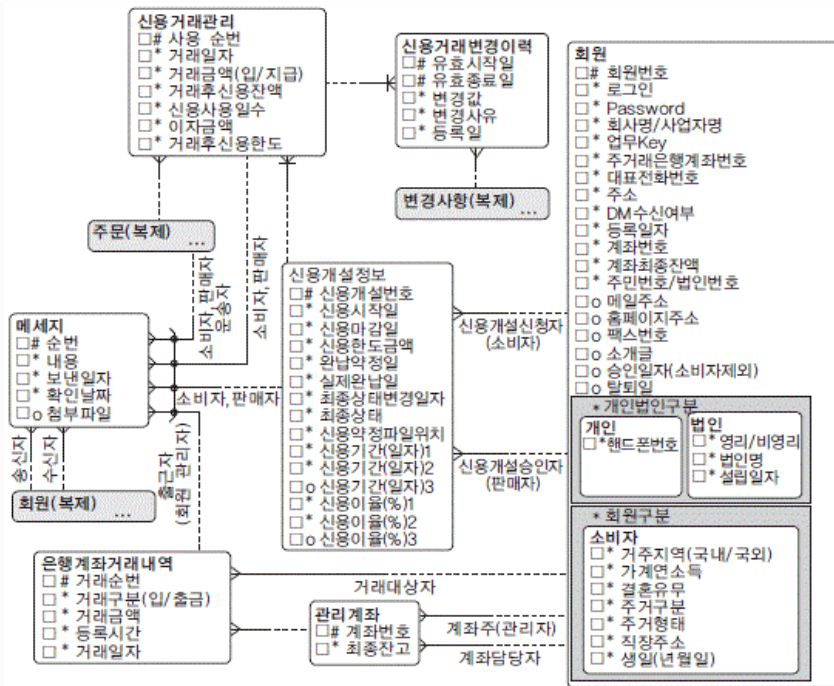 신용거래관리
□# 사용 순번
□* 거래일자
□* 거래금액(입/지급)
□* 거래후신용잔액
□* 신용사용일수
□* 이자금액
□* 거래후신용한도
신용거래변경이력
□# 유효시작일
□# 유효종료일
□* 변경값
□* 변경사유
□* 등록일
변경사항(복제) ...
주문(복제) ...
소비자,판매자
운송자
소비자,판매자
메세지
□# 순번
□* 내용
□* 보낸일자
□* 확인날짜
□o 첨부파일
소비자,판매자
송신자
수신자
회원(복제) ...
출근자
(회원 관리자)
신용개설정보
□# 신용개설번호
□* 신용시작일
□* 신용마감일
□* 신용한도금액
□* 완납약정일
□* 실제완납일
□* 최종상태변경일자
□* 최종상태
□* 신용약정파일위치
□* 신용기간(일자)1
□* 신용기간(일자)2
□o 신용기간(일자)3
□* 신용이율(%)1
□* 신용이율(%)2
□o 신용이율(%)3
신용개설신청자
(소비자)
신용개설승인자
(판매자)
회원
□# 회원번호
□* 로그인
□* Password
□* 회사명/사업자명
□* 업무Key
□* 주거래은행계좌번호
□* 대표전화번호
□* 주소
□* DM수신여부
□* 등록일자
□* 계좌번호
□* 계좌최종잔액
□* 주민번호/법인번호
□o 메일주소
□o 홈페이지주소
□o 팩스번호
□o 소개글
□o 승인일자(소비자제외)
□o 탈퇴일
*개인법인구분
개인
□*핸드폰번호
법인
□* 영리/비영리
□* 법인명
□* 설립일자
*회원구분
소비자
□* 거주지역(국내/국외)
□* 가계연소득
□* 결혼유무
□* 주거구분
□* 주거형태
□* 직장주소
□* 생일(년월일)
은행계좌거래내역
□# 거래순번
□* 거래구분(입/출금)
□* 거래금액
□* 등록시간
□* 거래일자
거래대상자
관리계좌
□# 계좌번호
□* 최종잔고
계좌주(관리자)
계좌담당자